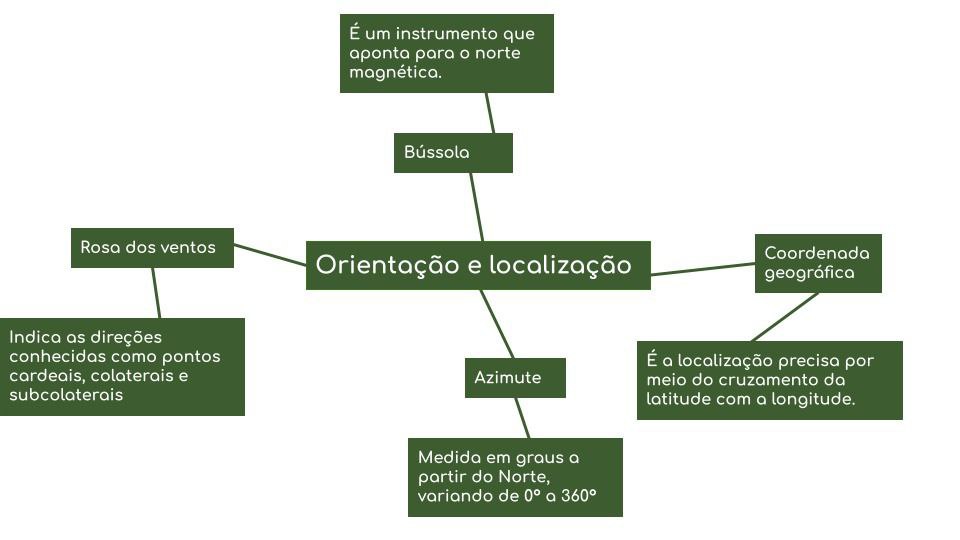 É um instrumento que
aponta para o norte
magnética.
Bússola
Rosa dos ventos
Indica as direções
conhecidas como pontos
cardeais, colaterais e
subcolaterais
Orientação e localização
Coordenada
geográfica
É a localização precisa por
meio do cruzamento da
latitude com a longitude.
Azimute
Medida em graus a
partir do Norte,
variando de 0º a 360º